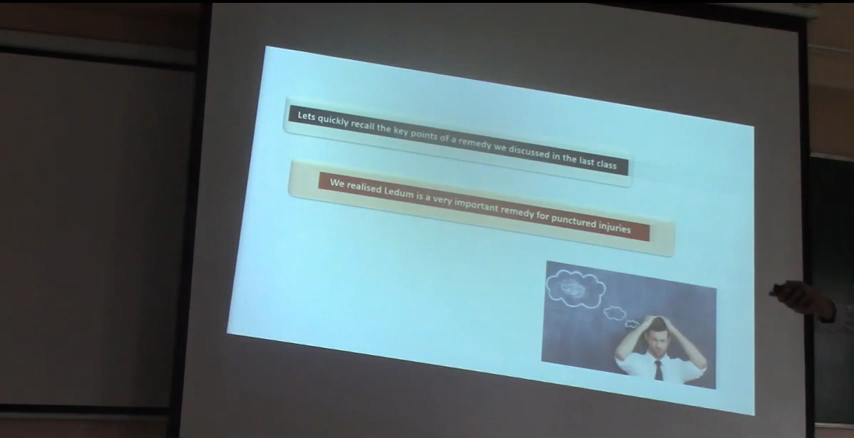 Lets quickly recall the key points of a remedy we discussed in the last class
We realised Ledum is a very important remedy for punctured injuries